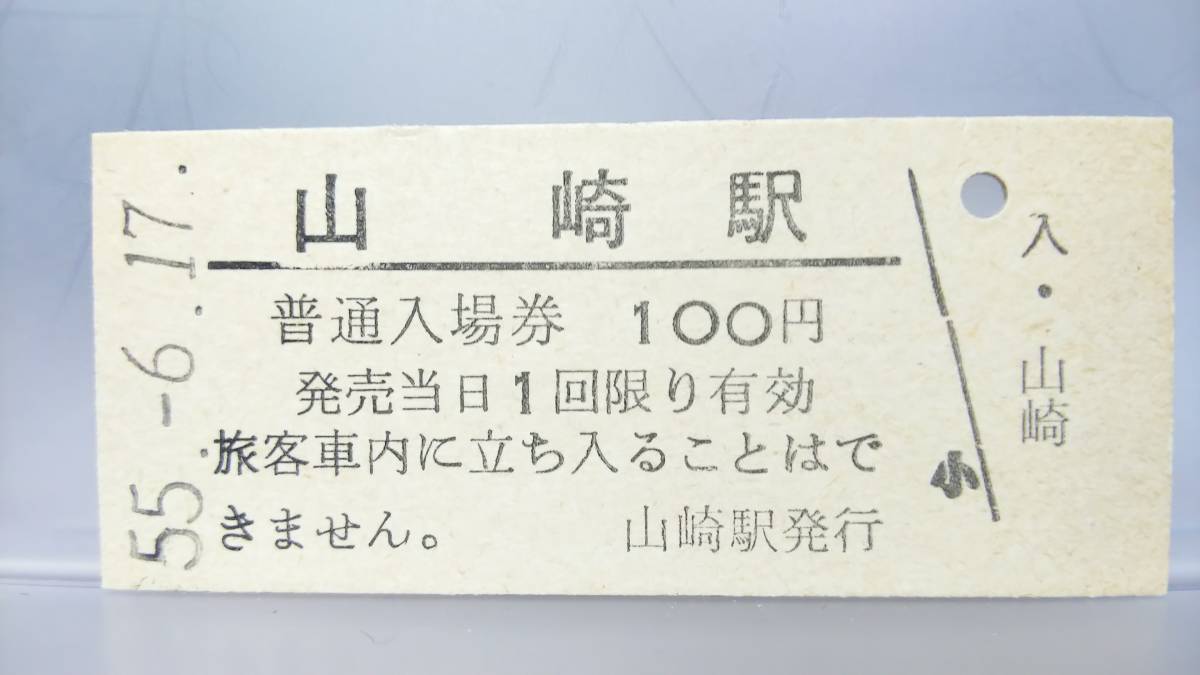 55.-6.17.
山崎駅
普通入場券 100円
発売当日1回限り有効
旅客車内に立ち入ることはで
きません。 山崎駅発行
小
入・山崎